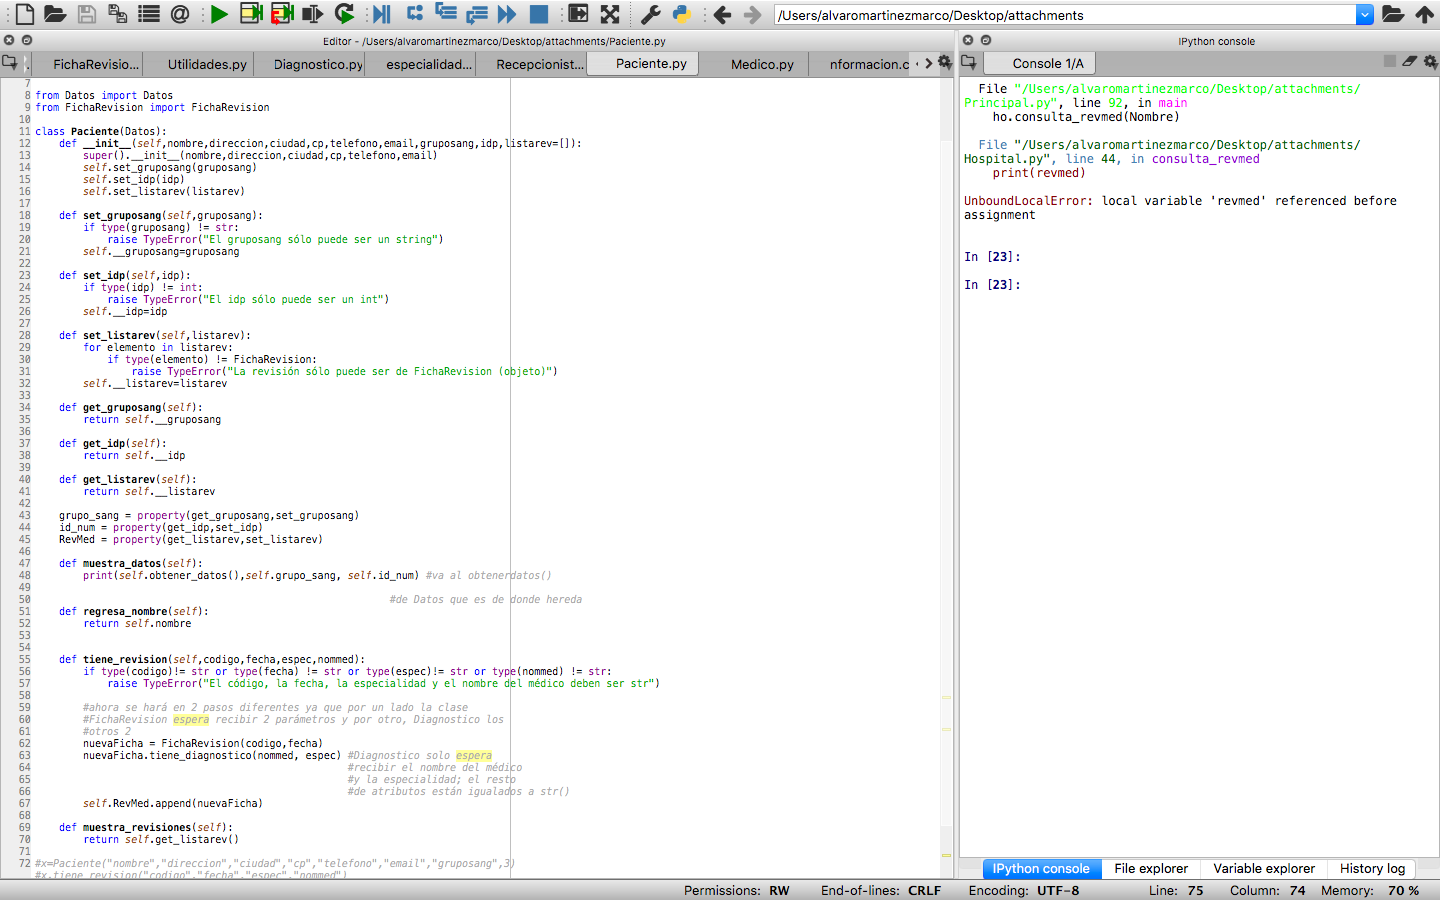 /Users/alvaromartinezmarco/Desktop/attachments
Editor - /Users/alvaromartinezmarco/Desktop/attachments/Paciente.py
IPython console
FichaRevisio...
Utilidades.py
Diagnostico.py
especialidad...
Recepcionist...
Paciente.py
Medico.py
nformacion.c
Console 1/A
7
8 from Datos import Datos
9 from FichaRevision import FichaRevision
10
11 class Paciente(Datos):
12     def __init__(self,nombre,direccion,ciudad,cp,telefono,email,gruposang,idp,listarev=[]):
13         super().__init__(nombre,direccion,ciudad,cp,telefono,email)
14         self.set_gruposang(gruposang)
15         self.set_idp(idp)
16         self.set_listarev(listarev)
17
18     def set_gruposang(self,gruposang):
19         if type(gruposang) != str:
20             raise TypeError("El gruposang sólo puede ser un string")
21         self.__gruposang=gruposang
22
23     def set_idp(self,idp):
24         if type(idp) != int:
25             raise TypeError("El idp sólo puede ser un int")
26         self.__idp=idp
27
28     def set_listarev(self,listarev):
29         for elemento in listarev:
30             if type(elemento) != FichaRevision:
31                 raise TypeError("La revisión sólo puede ser de FichaRevision (objeto)")
32         self.__listarev=listarev
33
34     def get_gruposang(self):
35         return self.__gruposang
36
37     def get_idp(self):
38         return self.__idp
39
40     def get_listarev(self):
41         return self.__listarev
42
43     grupo_sang = property(get_gruposang,set_gruposang)
44     id_num = property(get_idp,set_idp)
45     RevMed = property(get_listarev,set_listarev)
46
47     def muestra_datos(self):
48         print(self.obtener_datos(),self.grupo_sang, self.id_num) #va al obtenerdatos()
49
50 #de Datos que es de donde hereda
51     def regresa_nombre(self):
52         return self.nombre
53
54
55     def tiene_revision(self,codigo,fecha,espec,nommed):
56         if type(codigo)!= str or type(fecha) != str or type(espec)!= str or type(nommed) != str:
57             raise TypeError("El código, la fecha, la especialidad y el nombre del médico deben ser str")
58
59         #ahora se hará en 2 pasos diferentes ya que por un lado la clase
60         #FichaRevision espera recibir 2 parámetros y por otro, Diagnostico los
61         #otros 2
62         nuevaFicha = FichaRevision(codigo,fecha)
63         nuevaFicha.tiene_diagnostico(nommed, espec) #Diagnostico solo espera
64 #recibir el nombre del médico
65 #y la especialidad; el resto
66 #de atributos están igualados a str()
67         self.RevMed.append(nuevaFicha)
68
69     def muestra_revisiones(self):
70         return self.get_listarev()
71
72 #x=Paciente("nombre","direccion","ciudad","cp","telefono","email","gruposang",3)
#x.tiene_revision("codigo","fecha","espec","nommed")
File "/Users/alvaromartinezmarco/Desktop/attachments/
Principal.py", line 92, in main
ho.consulta_revmed(Nombre)
File "/Users/alvaromartinezmarco/Desktop/attachments/
Hospital.py", line 44, in consulta_revmed
print(revmed)
UnboundLocalError: local variable 'revmed' referenced before
assignment
In [23]:
In [23]:
IPython console
File explorer
Variable explorer
History log
Permissions: RW
End-of-lines: CRLF
Encoding: UTF-8
Line: 75
Column: 74
Memory: 70 %